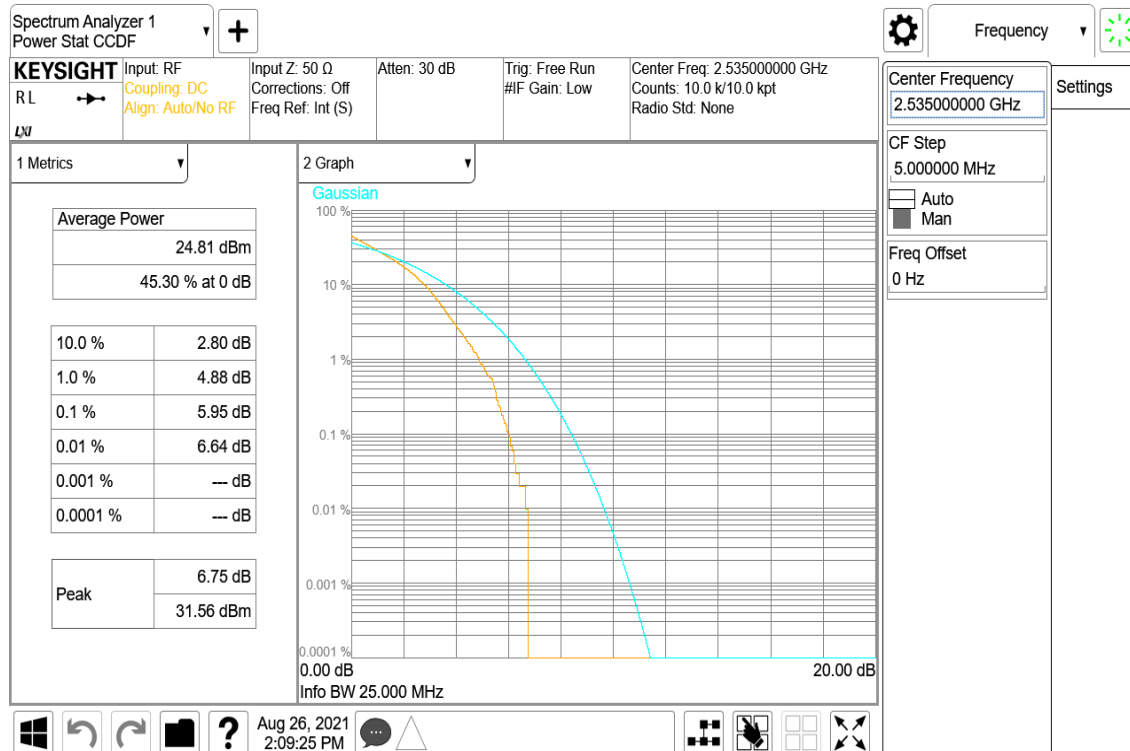 Spectrum Analyzer 1
Power Stat CCDF
Frequency
KEYSIGHT
R L
LXI
Input: RF
Coupling: DC
Align: Auto/No RF
Input Z: 50 Ω
Corrections: Off
Freq Ref: Int (S)
Atten: 30 dB
Trig: Free Run
#IF Gain: Low
Center Freq: 2.535000000 GHz
Counts: 10.0 k/10.0 kpt
Radio Std: None
Center Frequency
2.535000000 GHz
Settings
CF Step
5.000000 MHz
Auto
Man
Freq Offset
0 Hz
1 Metrics
Average Power
24.81 dBm
45.30 % at 0 dB
10.0 % 2.80 dB
1.0 % 4.88 dB
0.1 % 5.95 dB
0.01 % 6.64 dB
0.001 % --- dB
0.0001 % --- dB
Peak 6.75 dB
31.56 dBm
2 Graph
Gaussian
100 %
10 %
1 %
0.1 %
0.01 %
0.001 %
0.0001 %
0.00 dB 20.00 dB
Info BW 25.000 MHz
?
Aug 26, 2021
2:09:25 PM